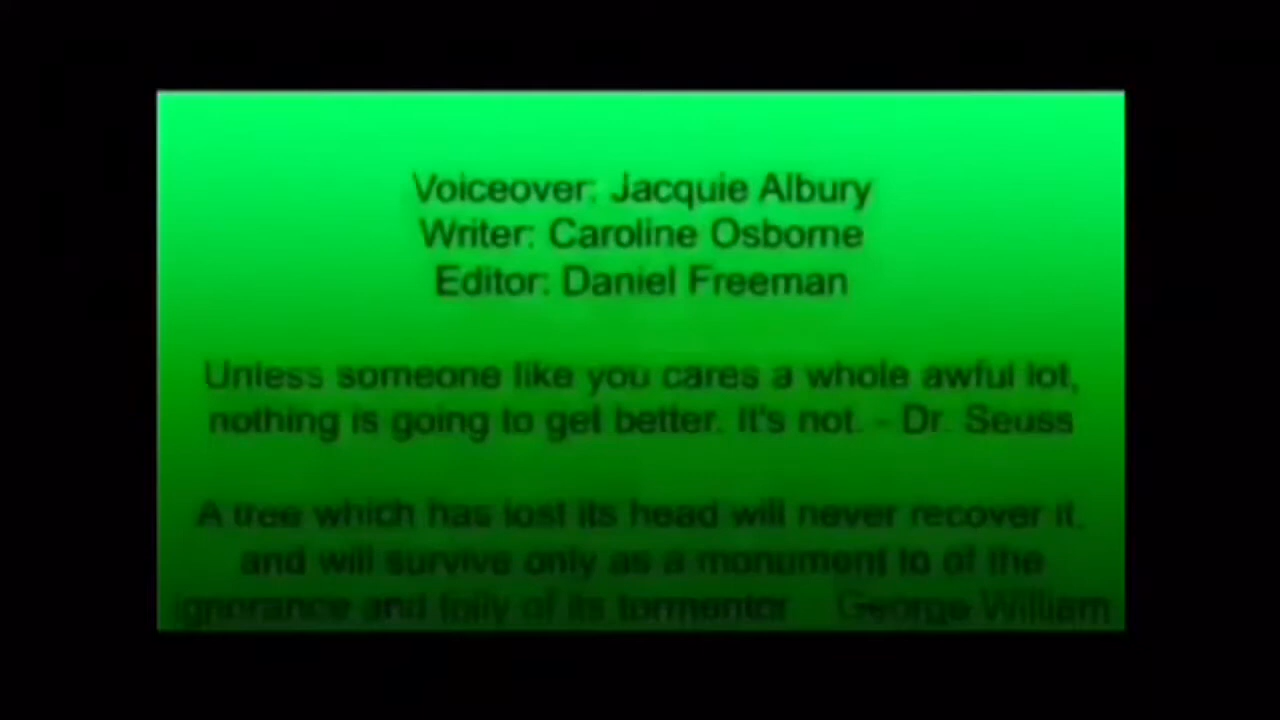 Voiceover: Jacquie Albury
Writer: Caroline Osborne
Editor: Daniel Freeman
Unless someone like you cares a whole awful lot,
nothing is going to get better. It's not. - Dr. Seuss
A tree which has lost its head will never recover it,
and will survive only as a monument to of the
ignorance and folly of its tormentor George William